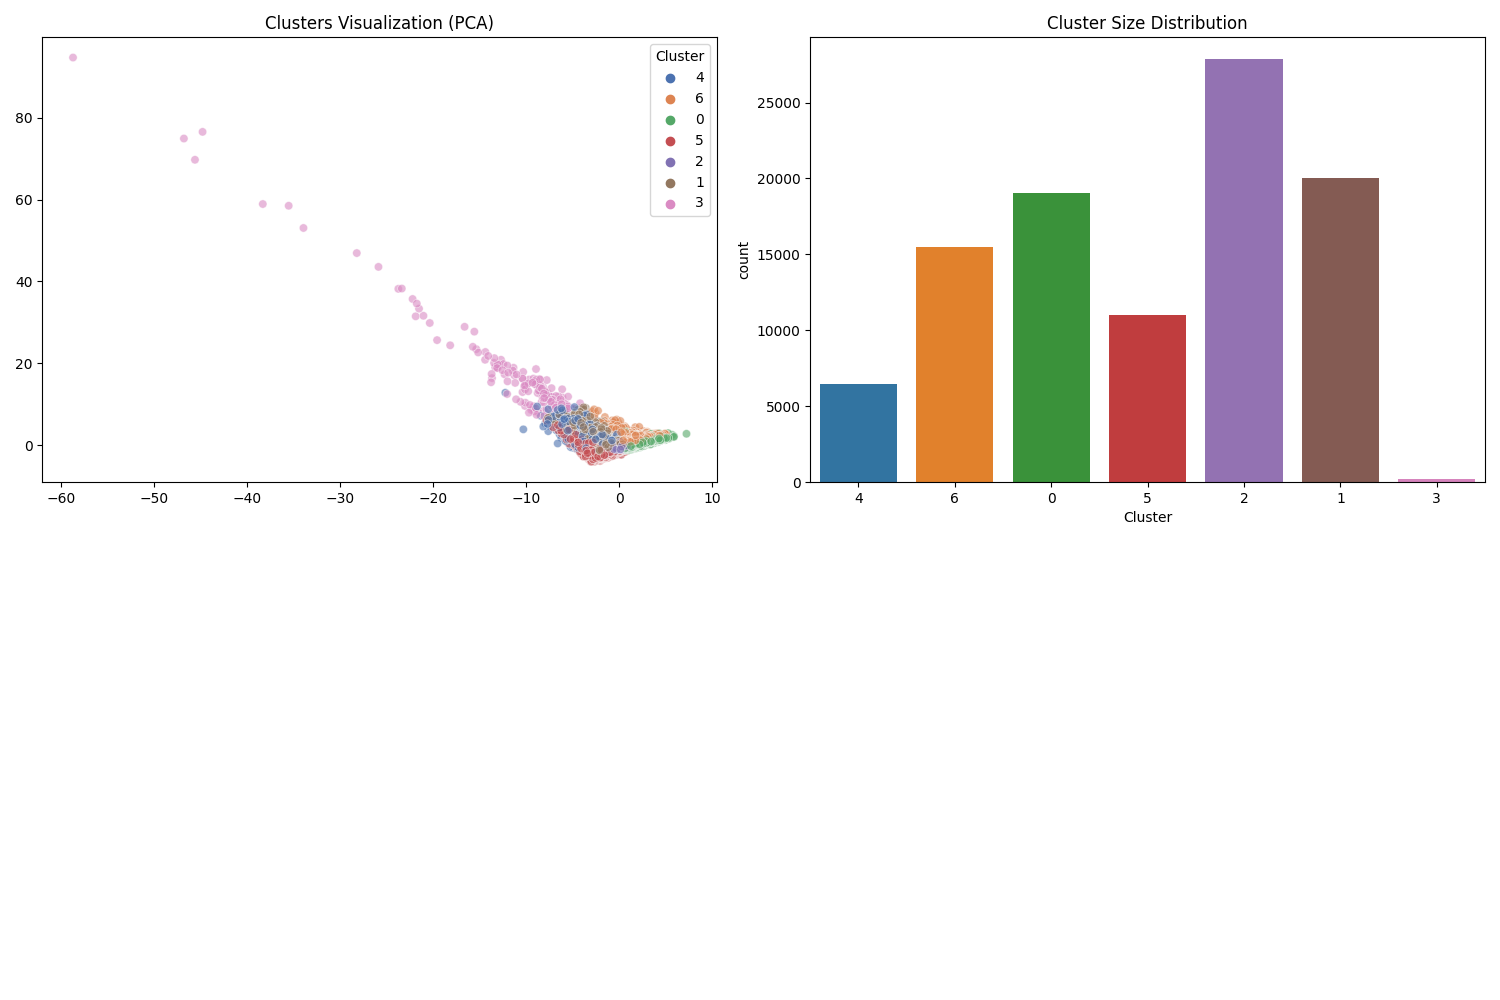 Clusters Visualization (PCA)
80
60
40
20
0
−60 −50 −40 −30 −20 −10 0 10
Cluster
4
6
0
5
2
1
3
Cluster Size Distribution
count
25000
20000
15000
10000
5000
0
4 6 0 5 2 1 3
Cluster